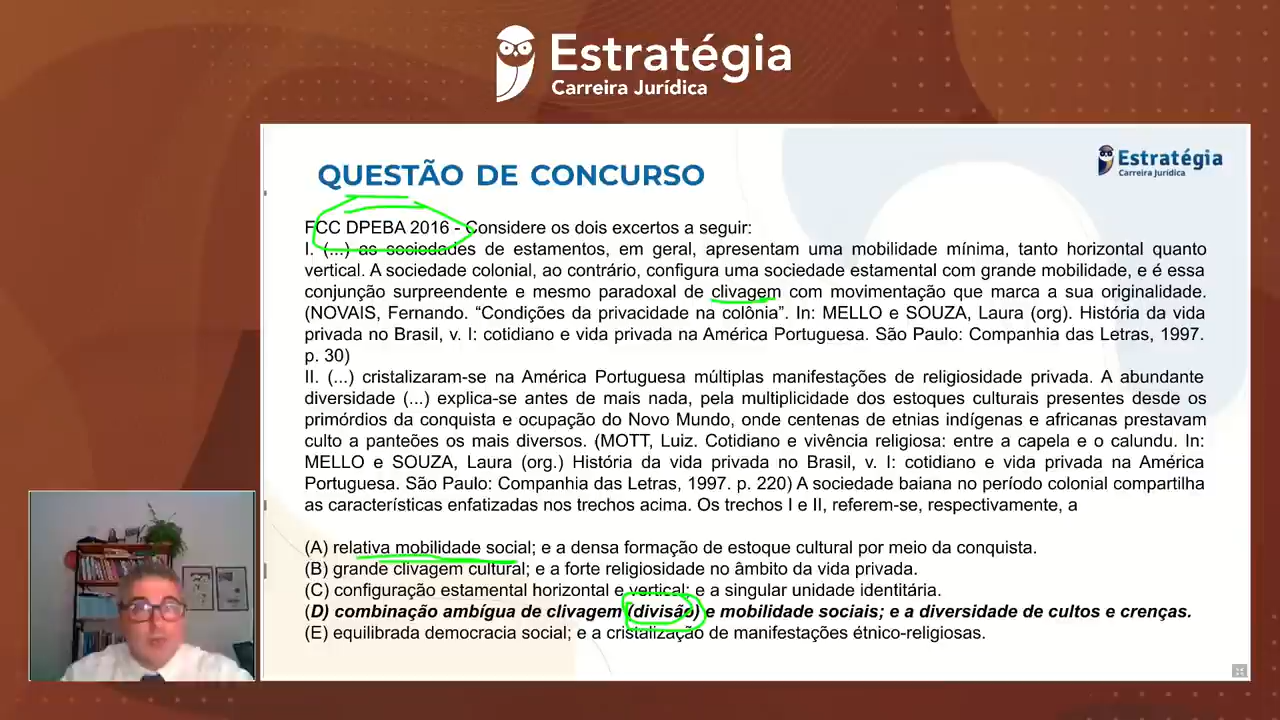 Estratégia
Carreira Jurídica
Estratégia
Carreira Jurídica
QUESTÃO DE CONCURSO
FCC DPEBA 2016 - Considere os dois excertos a seguir:
I. (...) as sociedades de estamentos, em geral, apresentam uma mobilidade mínima, tanto horizontal quanto
vertical. A sociedade colonial, ao contrário, configura uma sociedade estamental com grande mobilidade, e é essa
conjunção surpreendente e mesmo paradoxal de clivagem com movimentação que marca a sua originalidade.
(NOVAIS, Fernando. “Condições da privacidade na colônia”. In: MELLO e SOUZA, Laura (org). História da vida
privada no Brasil, v. I: cotidiano e vida privada na América Portuguesa. São Paulo: Companhia das Letras, 1997.
p. 30)
II. (...) cristalizaram-se na América Portuguesa múltiplas manifestações de religiosidade privada. A abundante
diversidade (...) explica-se antes de mais nada, pela multiplicidade dos estoques culturais presentes desde os
primórdios da conquista e ocupação do Novo Mundo, onde centenas de etnias indígenas e africanas prestavam
culto a panteões os mais diversos. (MOTT, Luiz. Cotidiano e vivência religiosa: entre a capela e o calundu. In:
MELLO e SOUZA, Laura (org.) História da vida privada no Brasil, v. I: cotidiano e vida privada na América
Portuguesa. São Paulo: Companhia das Letras, 1997. p. 220) A sociedade baiana no período colonial compartilha
as características enfatizadas nos trechos acima. Os trechos I e II, referem-se, respectivamente, a
(A) relativa mobilidade social; e a densa formação de estoque cultural por meio da conquista.
(B) grande clivagem cultural; e a forte religiosidade no âmbito da vida privada.
(C) configuração estamental horizontal e vertical; e a singular unidade identitária.
(D) combinação ambígua de clivagem (divisão) e mobilidade sociais; e a diversidade de cultos e crenças.
(E) equilibrada democracia social; e a cristalização de manifestações étnico-religiosas.